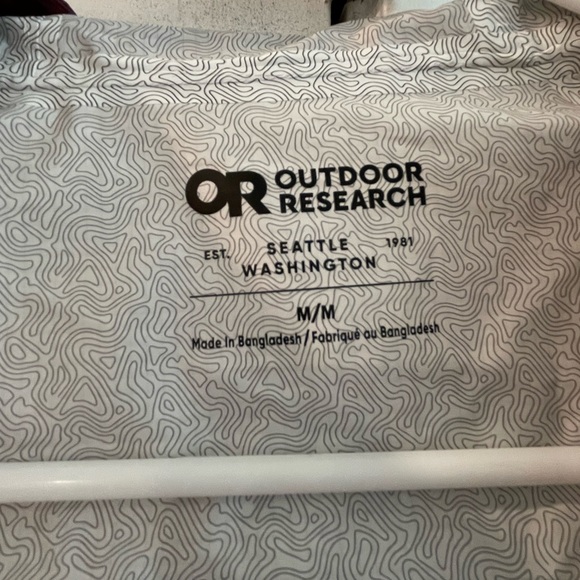 OR OUTDOOR
RESEARCH
EST. SEATTLE 1981
WASHINGTON
M/M
Made in Bangladesh / Fabriqué au Bangladesh